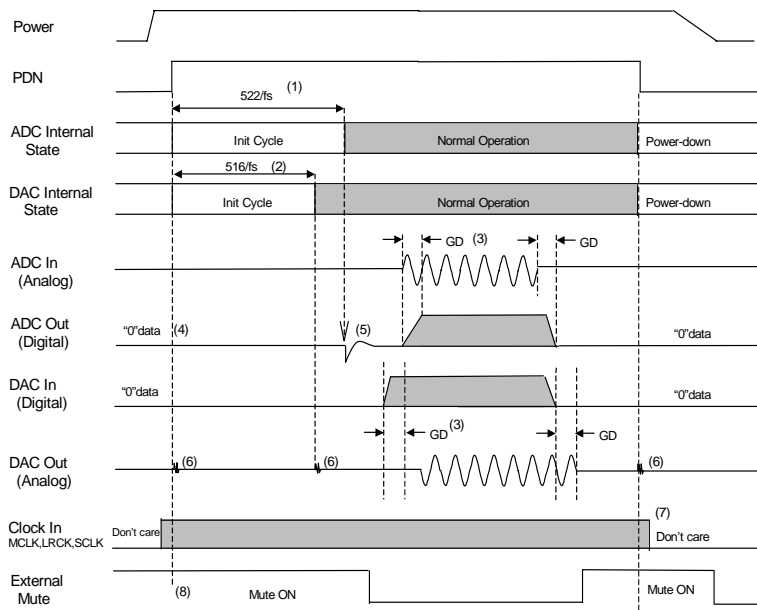 Power
PDN
522/fs (1)
ADC Internal
State
Init Cycle
Normal Operation
Power-down
516/fs (2)
DAC Internal
State
Init Cycle
Normal Operation
Power-down
GD (3)
GD
ADC In
(Analog)
ADC Out
(Digital)
“0”data (4)
(5)
“0”data
DAC In
(Digital)
“0”data
“0”data
GD (3)
GD
DAC Out
(Analog)
(6)
(6)
(6)
Clock In
MCLK,LRCK,SCLK
Don’t care
(7)
Don’t care
External
Mute
(8)
Mute ON
Mute ON